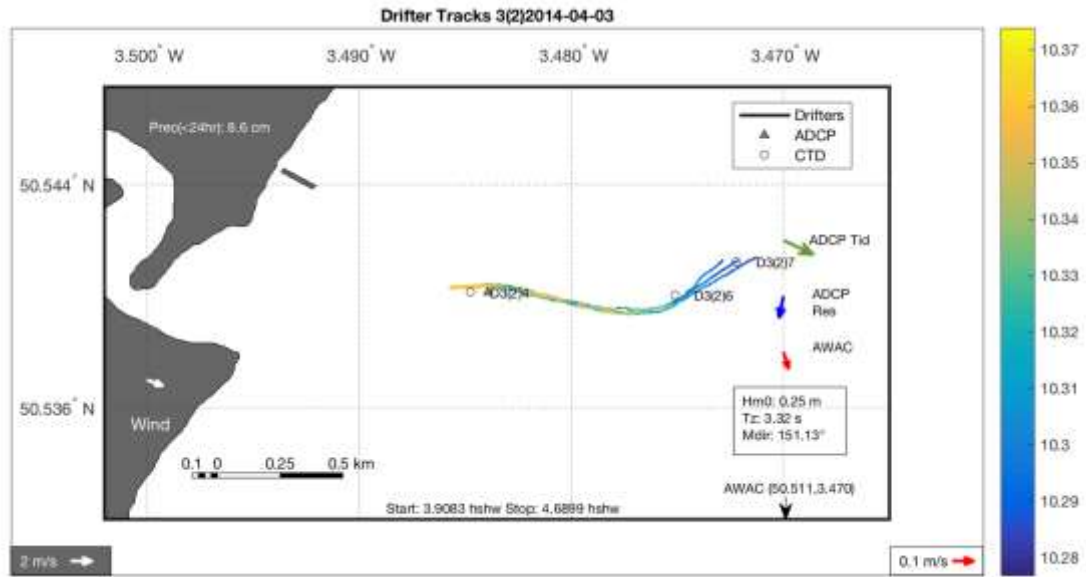 Drifter Tracks 3(2)2014-04-03
3.500° W
3.490° W
3.480° W
3.470° W
Prec(<24hr): 8.6 cm
Drifters
ADCP
CTD
50.544° N
ADCP Tid
D3(2)7
D3(2)4
D3(2)6
ADCP
Res
AWAC
50.536° N
Wind
Hm0: 0.25 m
Tz: 3.32 s
Mdir: 151.13°
0.1 0 0.25 0.5 km
AWAC (50.511,3.470)
Start: 3.9083 hshw Stop: 4.6899 hshw
2 m/s
0.1 m/s
10.37
10.36
10.35
10.34
10.33
10.32
10.31
10.3
10.29
10.28